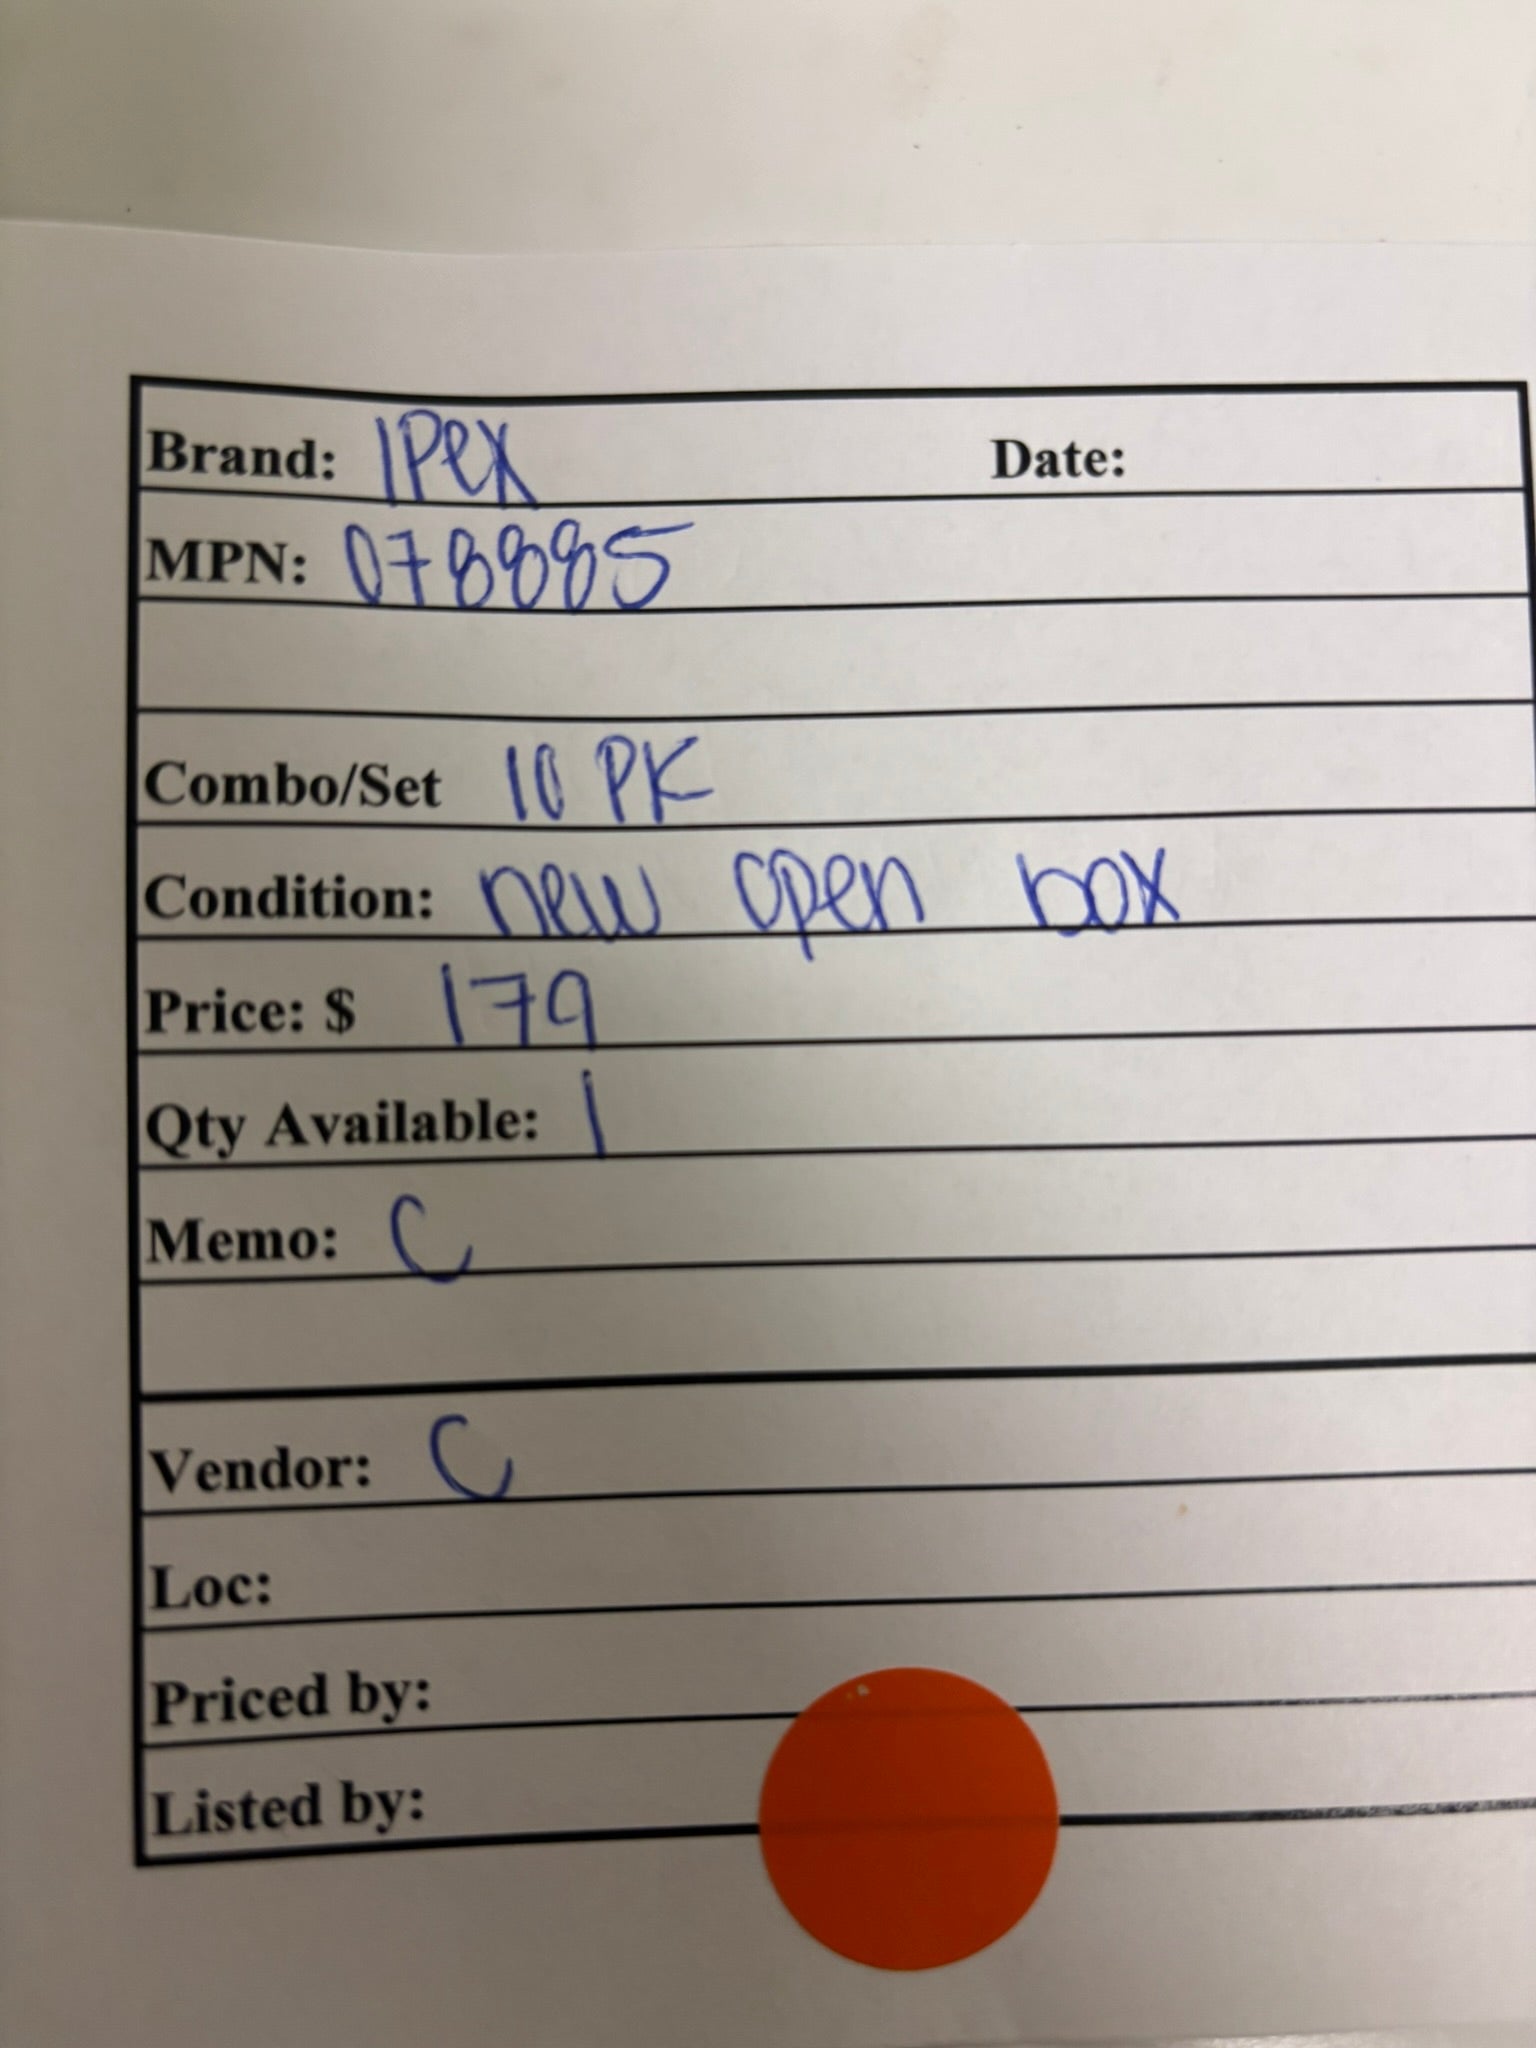 Brand: IPex Date:
MPN: 078885
Combo/Set 10 PK
Condition: new open box
Price: $ 179
Qty Available: 1
Memo: C
Vendor: C
Loc:
Priced by:
Listed by: